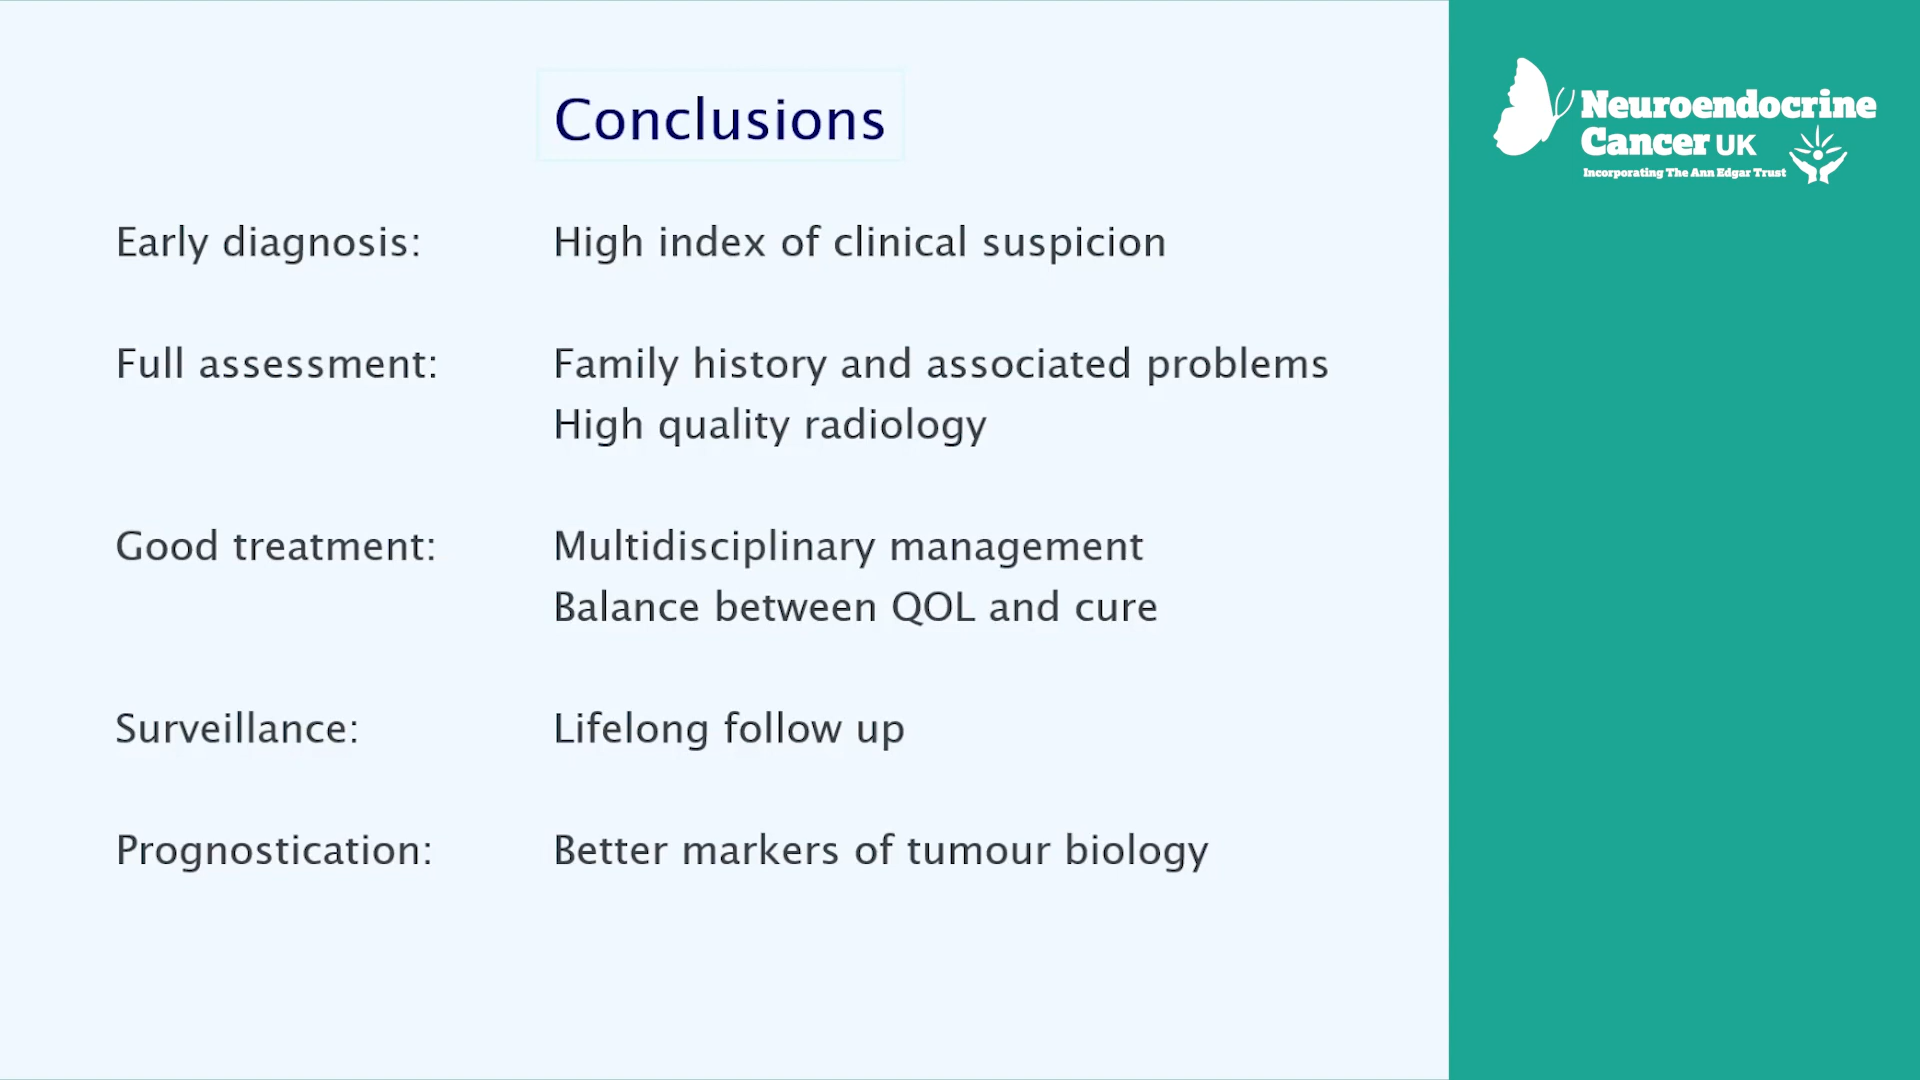 Conclusions
Early diagnosis: High index of clinical suspicion
Full assessment: Family history and associated problems
High quality radiology
Good treatment: Multidisciplinary management
Balance between QOL and cure
Surveillance: Lifelong follow up
Prognostication: Better markers of tumour biology
Neuroendocrine
Cancer UK
Incorporating The Ann Edgar Trust